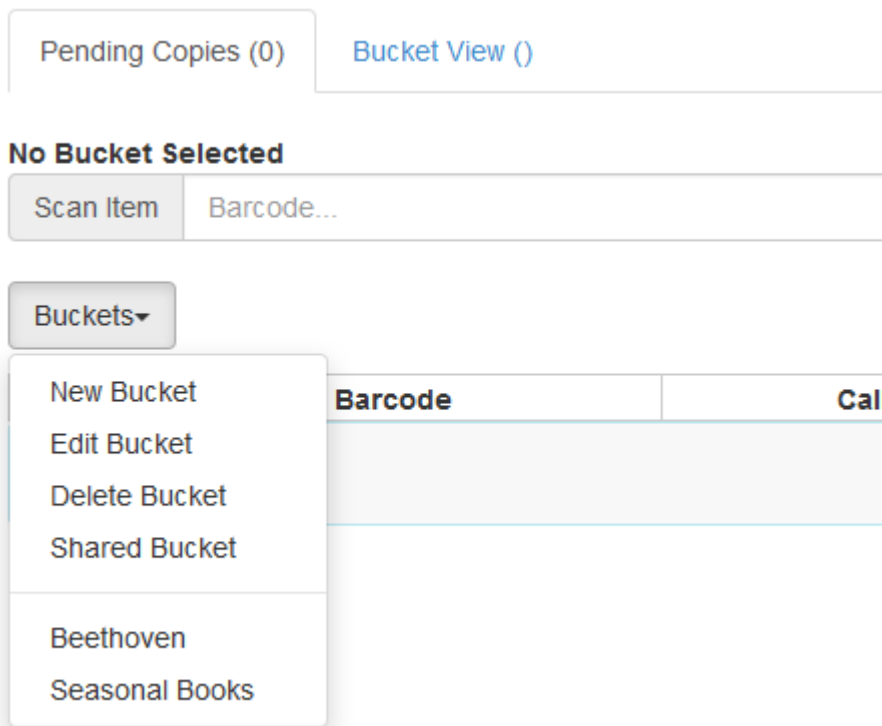 Pending Copies (0) Bucket View ()
No Bucket Selected
Scan Item Barcode...
Buckets
New Bucket
Barcode Cal
Edit Bucket
Delete Bucket
Shared Bucket
Beethoven
Seasonal Books